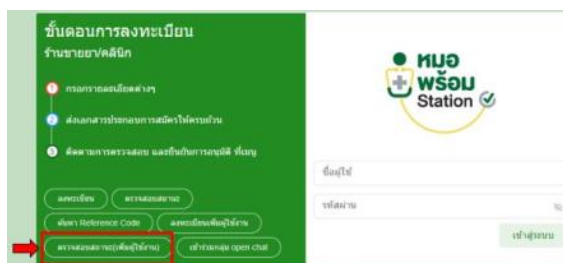 ขั้นตอนการลงทะเบียน
ร้านขายยา/คลินิก
1 กรอกรายละเอียดต่างๆ
2 ส่งเอกสารประกอบการสมัครให้ครบถ้วน
3 ติดตามการตรวจสอบ และยืนยันการอนุมัติ ที่เมนู
ลงทะเบียน
ตรวจสอบสถานะ
ค้นหา Reference Code
ลงทะเบียนเพิ่มผู้ใช้งาน
ตรวจสอบสถานะ(เพิ่มผู้ใช้งาน)
เข้าร่วมกลุ่ม open chat
หมอ
พร้อม
Station
ชื่อผู้ใช้
รหัสผ่าน
เข้าสู่ระบบ